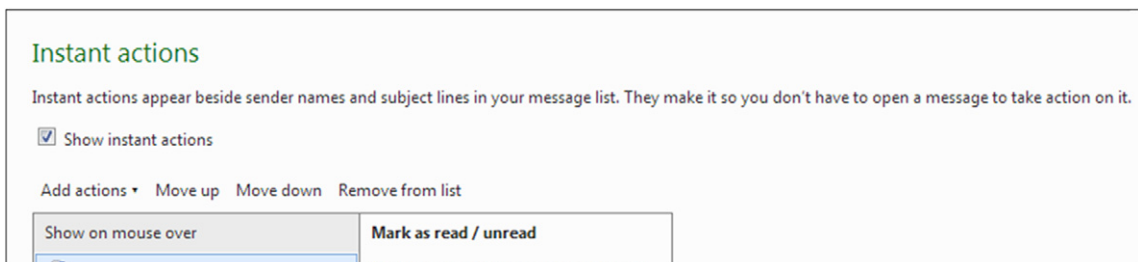 Instant actions
Instant actions appear beside sender names and subject lines in your message list. They make it so you don't have to open a message to take action on it.
Show instant actions
Add actions Move up Move down Remove from list
Show on mouse over Mark as read / unread